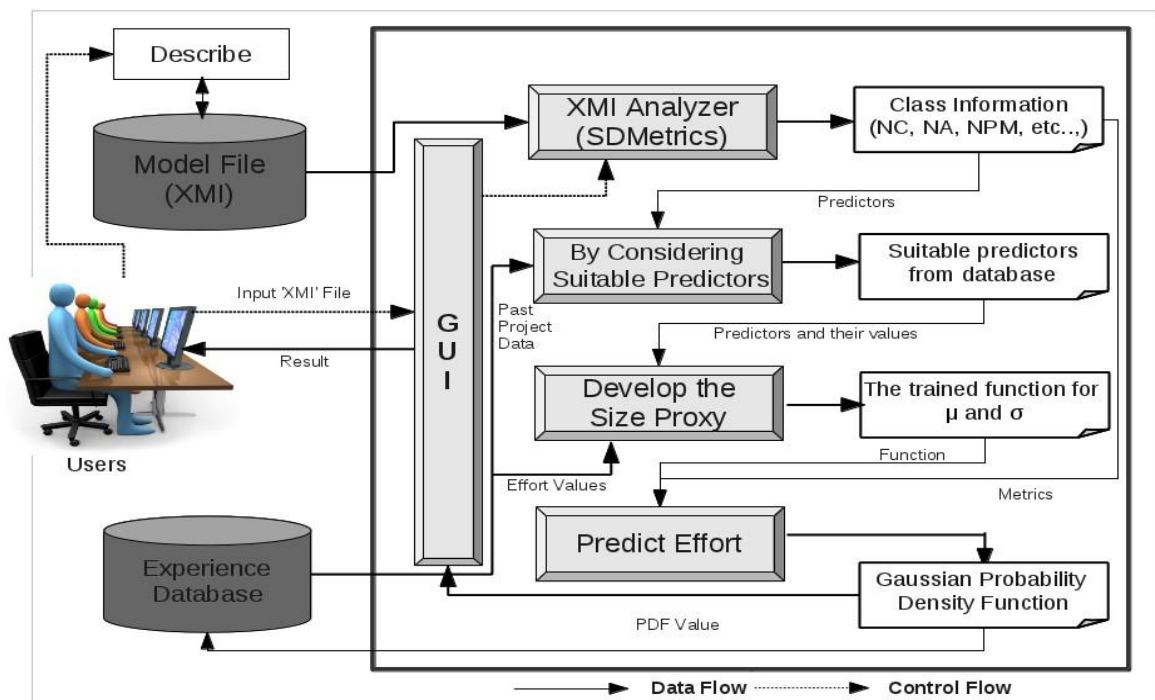 Describe
Model File
(XMI)
XMI Analyzer
(SDMetrics)
Class Information
(NC, NA, NPM, etc..,)
Predictors
By Considering
Suitable Predictors
Suitable predictors
from database
Input 'XMI' File
Result
Users
G
U
I
Past
Project
Data
Predictors and their values
Develop the
Size Proxy
The trained function for
μ and σ
Function
Effort Values
Metrics
Predict Effort
Experience
Database
Gaussian Probability
Density Function
PDF Value
Data Flow
Control Flow